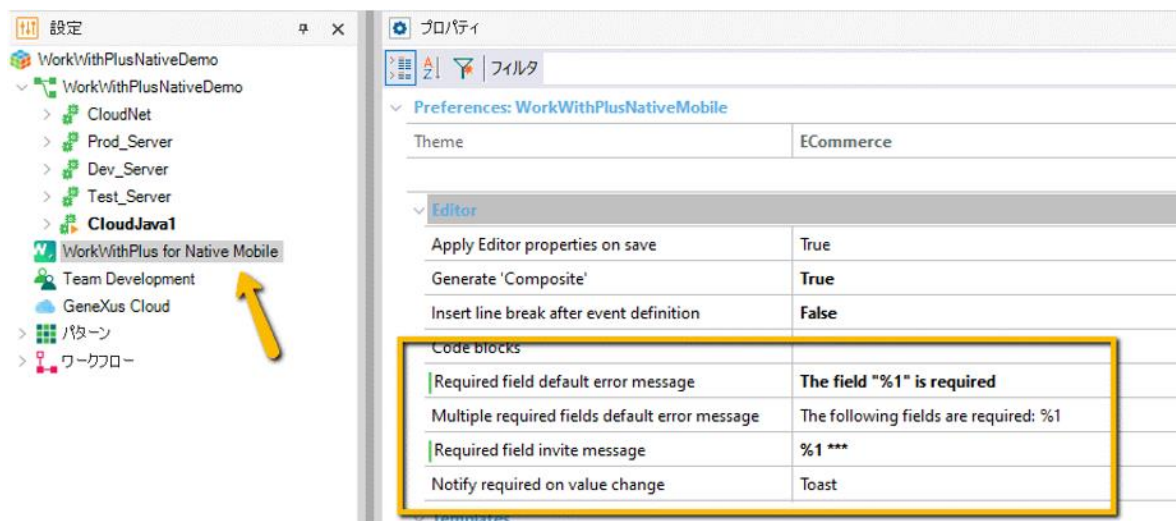 設定
WorkWithPlusNativeDemo
WorkWithPlusNativeDemo
CloudNet
Prod_Server
Dev_Server
Test_Server
CloudJava1
WorkWithPlus for Native Mobile
Team Development
GeneXus Cloud
パターン
ワークフロー
プロパティ
フィルタ
Preferences: WorkWithPlusNativeMobile
Theme ECommerce
Editor
Apply Editor properties on save True
Generate 'Composite' True
Insert line break after event definition False
Code blocks
Required field default error message The field "%1" is required
Multiple required fields default error message The following fields are required: %1
Required field invite message %1 ***
Notify required on value change Toast
Templates